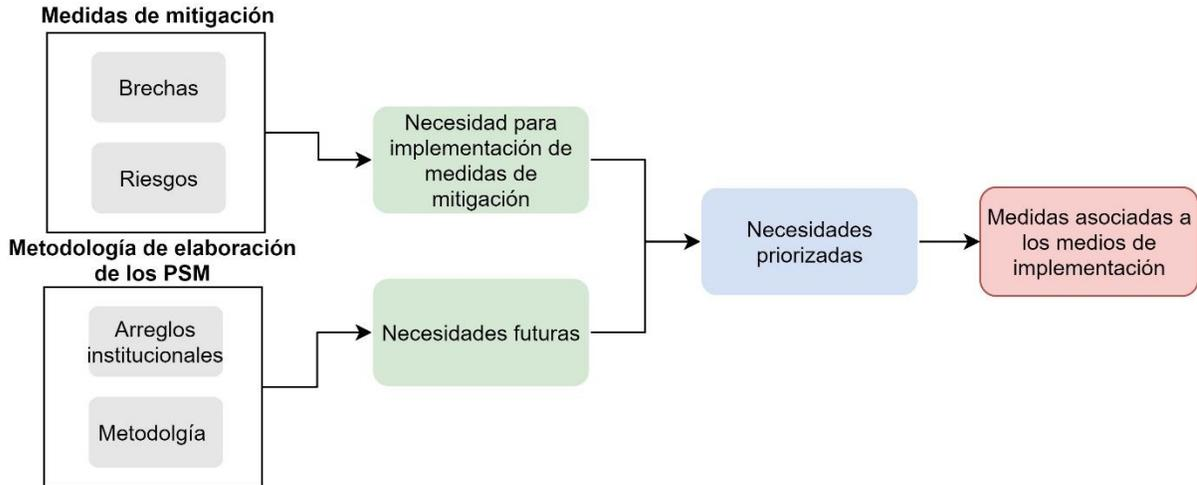 Medidas de mitigación
Brechas
Riesgos
Metodología de elaboración
de los PSM
Arreglos
institucionales
Metodolgía
Necesidad para
implementación de
medidas de
mitigación
Necesidades futuras
Necesidades
priorizadas
Medidas asociadas a
los medios de
implementación